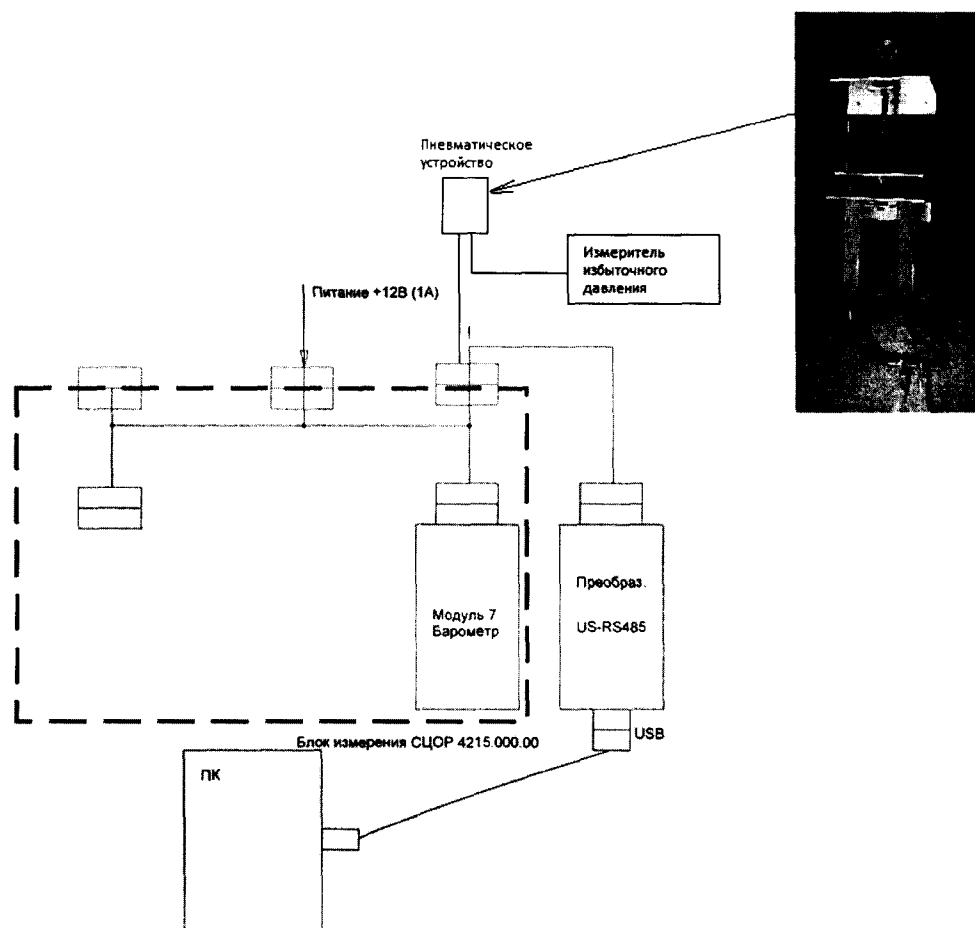 Пневматическое
устройство
Измеритель
избыточного
давления
Питание +12В (1А)
Модуль 7
Барометр
Преобраз.
US-RS485
USB
Блок измерения СЦОР 4215.000.00
ПК